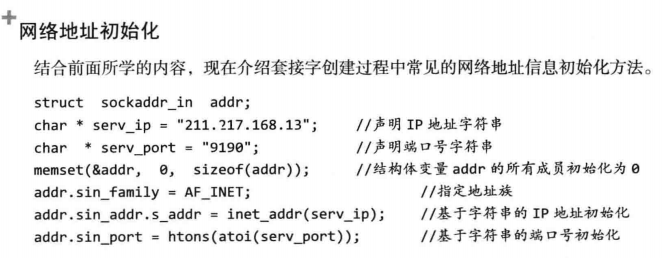 网络地址初始化
结合前面所学的内容，现在介绍套接字创建过程中常见的网络地址信息初始化方法。
struct sockaddr_in addr;
char * serv_ip = "211.217.168.13"; //声明 IP 地址字符串
char * serv_port = "9190"; //声明端口号字符串
memset(&addr, 0, sizeof(addr)); //结构体变量 addr 的所有成员初始化为 0
addr.sin_family = AF_INET; //指定地址族
addr.sin_addr.s_addr = inet_addr(serv_ip); //基于字符串的 IP 地址初始化
addr.sin_port = htons(atoi(serv_port)); //基于字符串的端口号初始化